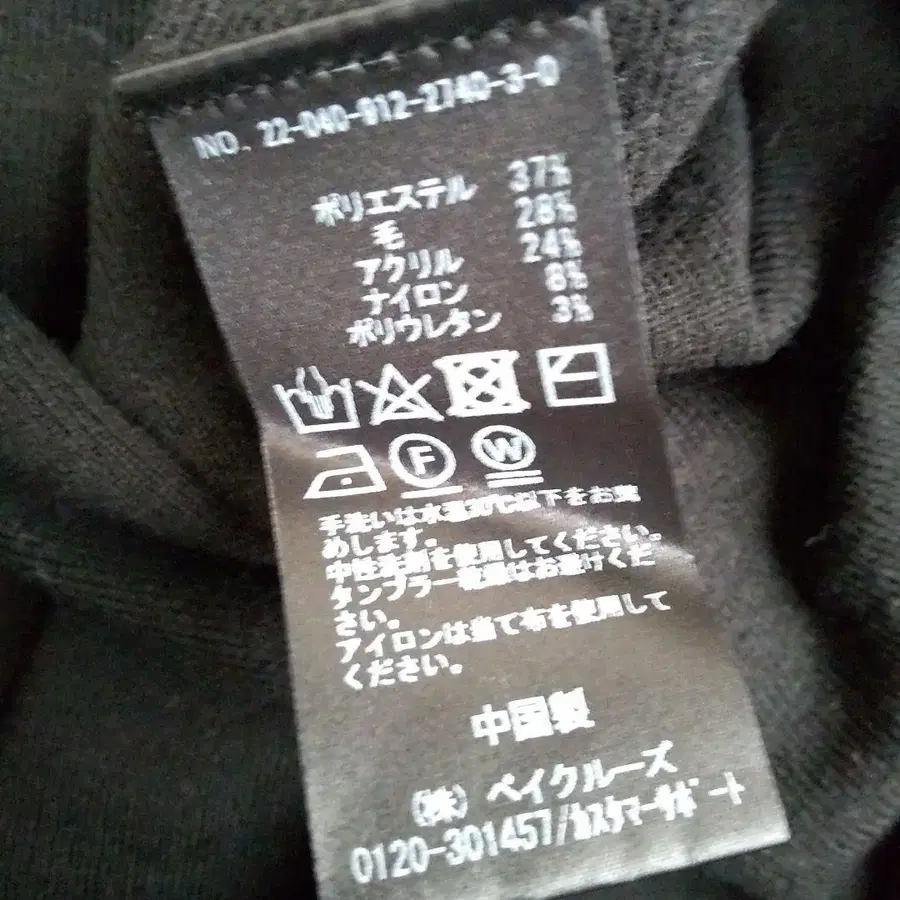 NO. 22-040-912-2740-3-0
ポリエステル 37%
毛 28%
アクリル 24%
ナイロン 8%
ポリウレタン 3%
F W
手洗いは水温30℃以下をお薦
めします。
中性洗剤を使用してください。
タンブラー乾燥はお避けくだ
さい。
アイロンは当て布を使用して
ください。
中国製
(株) ベイクルーズ
0120-301457//カスタマーサポート